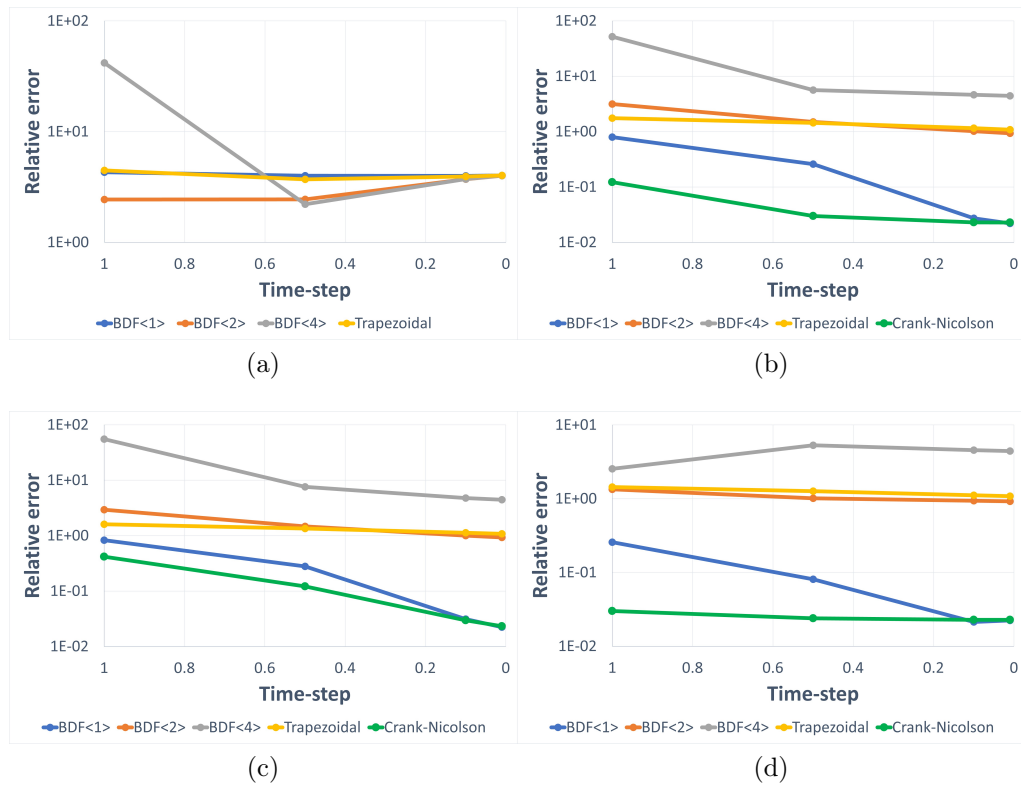 1E+02
1E+01
1E+00
Relative error
1 0.8 0.6 0.4 0.2 0
Time-step
BDF<1> BDF<2> BDF<4> Trapezoidal
(a)
1E+02
1E+01
1E+00
1E-01
1E-02
Relative error
1 0.8 0.6 0.4 0.2 0
Time-step
BDF<1> BDF<2> BDF<4> Trapezoidal Crank-Nicolson
(b)
1E+02
1E+01
1E+00
1E-01
1E-02
Relative error
1 0.8 0.6 0.4 0.2 0
Time-step
BDF<1> BDF<2> BDF<4> Trapezoidal Crank-Nicolson
(c)
1E+01
1E+00
1E-01
1E-02
Relative error
1 0.8 0.6 0.4 0.2 0
Time-step
BDF<1> BDF<2> BDF<4> Trapezoidal Crank-Nicolson
(d)